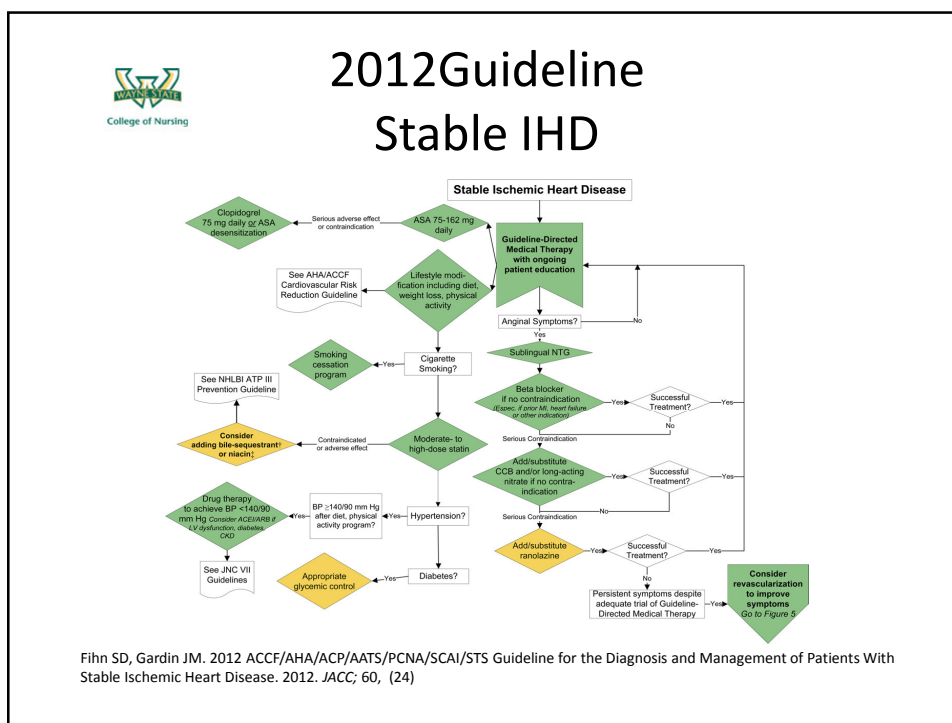 WAYNE STATE
College of Nursing
2012Guideline
Stable IHD
Stable Ischemic Heart Disease
Clopidogrel
75 mg daily or ASA
desensitization
Serious adverse effect
or contraindication
ASA 75-162 mg
daily
Guideline-Directed
Medical Therapy
with ongoing
patient education
See AHA/ACCF
Cardiovascular Risk
Reduction Guideline
Lifestyle modi-
fication including diet,
weight loss, physical
activity
Anginal Symptoms?
No
Yes
Sublingual NTG
Smoking
cessation
program
Yes
Cigarette
Smoking?
See NHLBI ATP III
Prevention Guideline
Beta blocker
if no contraindication
(Espec. if prior MI, heart failure
or other indication)
Yes
Successful
Treatment?
Yes
No
Serious Contraindication
Consider
adding bile-sequestrant†
or niacin‡
Contraindicated
or adverse effect
Moderate- to
high-dose statin
Add/substitute
CCB and/or long-acting
nitrate if no contra-
indication
Yes
Successful
Treatment?
Yes
No
Serious Contraindication
Drug therapy
to achieve BP <140/90
mm Hg Consider ACEI/ARB if
LV dysfunction, diabetes,
CKD
Yes
BP ≥140/90 mm Hg
after diet, physical
activity program?
Yes
Hypertension?
See JNC VII
Guidelines
Appropriate
glycemic control
Yes
Diabetes?
Add/substitute
ranolazine
Yes
Successful
Treatment?
Yes
No
Persistent symptoms despite
adequate trial of Guideline-
Directed Medical Therapy
Yes
Consider
revascularization
to improve
symptoms
Go to Figure 5
Fihn SD, Gardin JM. 2012 ACCF/AHA/ACP/AATS/PCNA/SCAI/STS Guideline for the Diagnosis and Management of Patients With
Stable Ischemic Heart Disease. 2012. JACC; 60, (24)